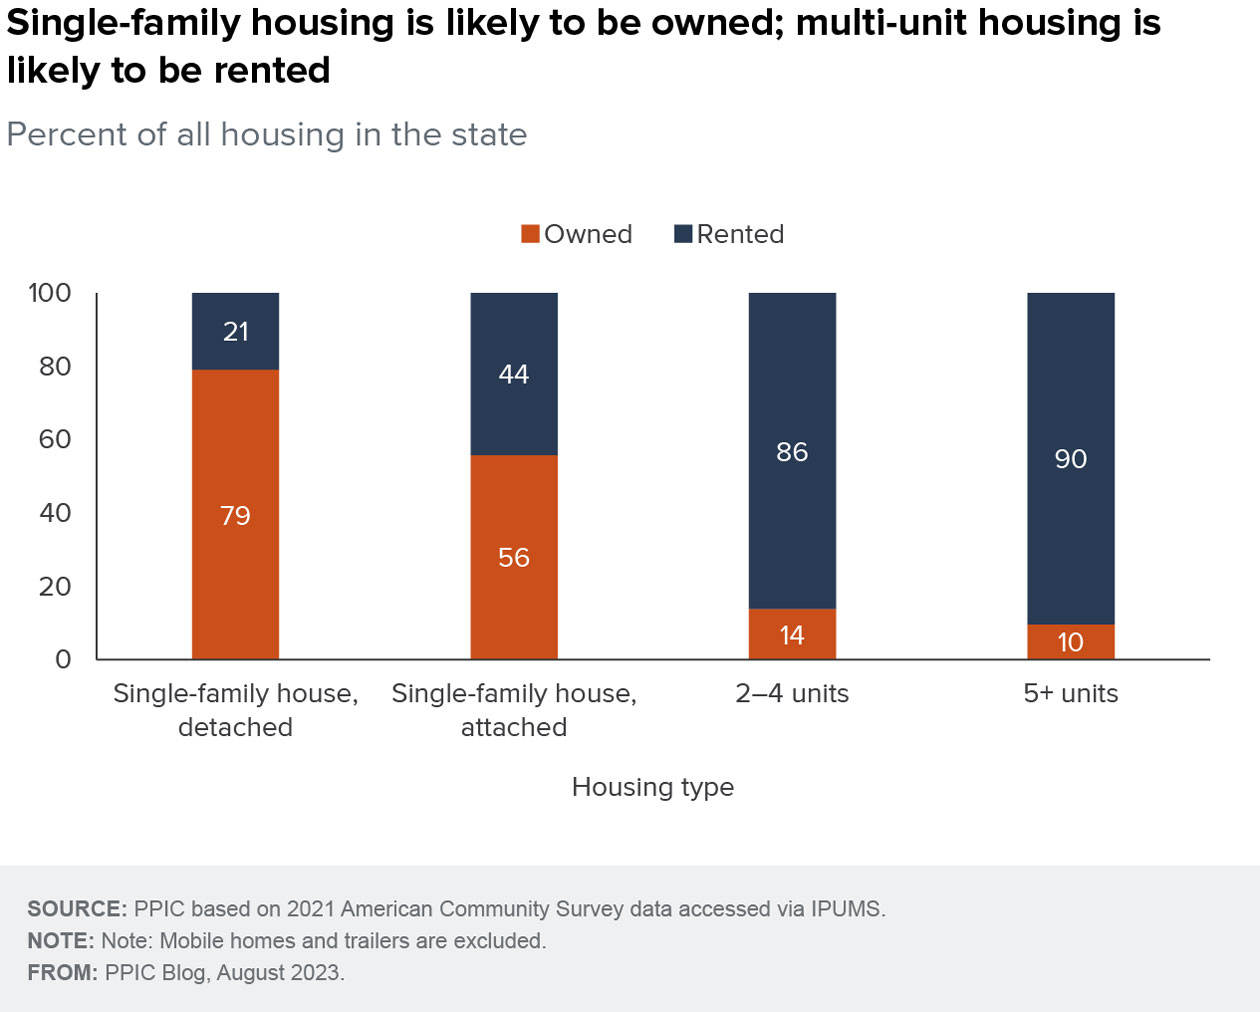 Single-family housing is likely to be owned; multi-unit housing is
likely to be rented
Percent of all housing in the state
Owned Rented
100
80
60
40
20
0
21
79
44
56
86
14
90
10
Single-family house,
detached
Single-family house,
attached
2–4 units
5+ units
Housing type
SOURCE: PPIC based on 2021 American Community Survey data accessed via IPUMS.
NOTE: Note: Mobile homes and trailers are excluded.
FROM: PPIC Blog, August 2023.